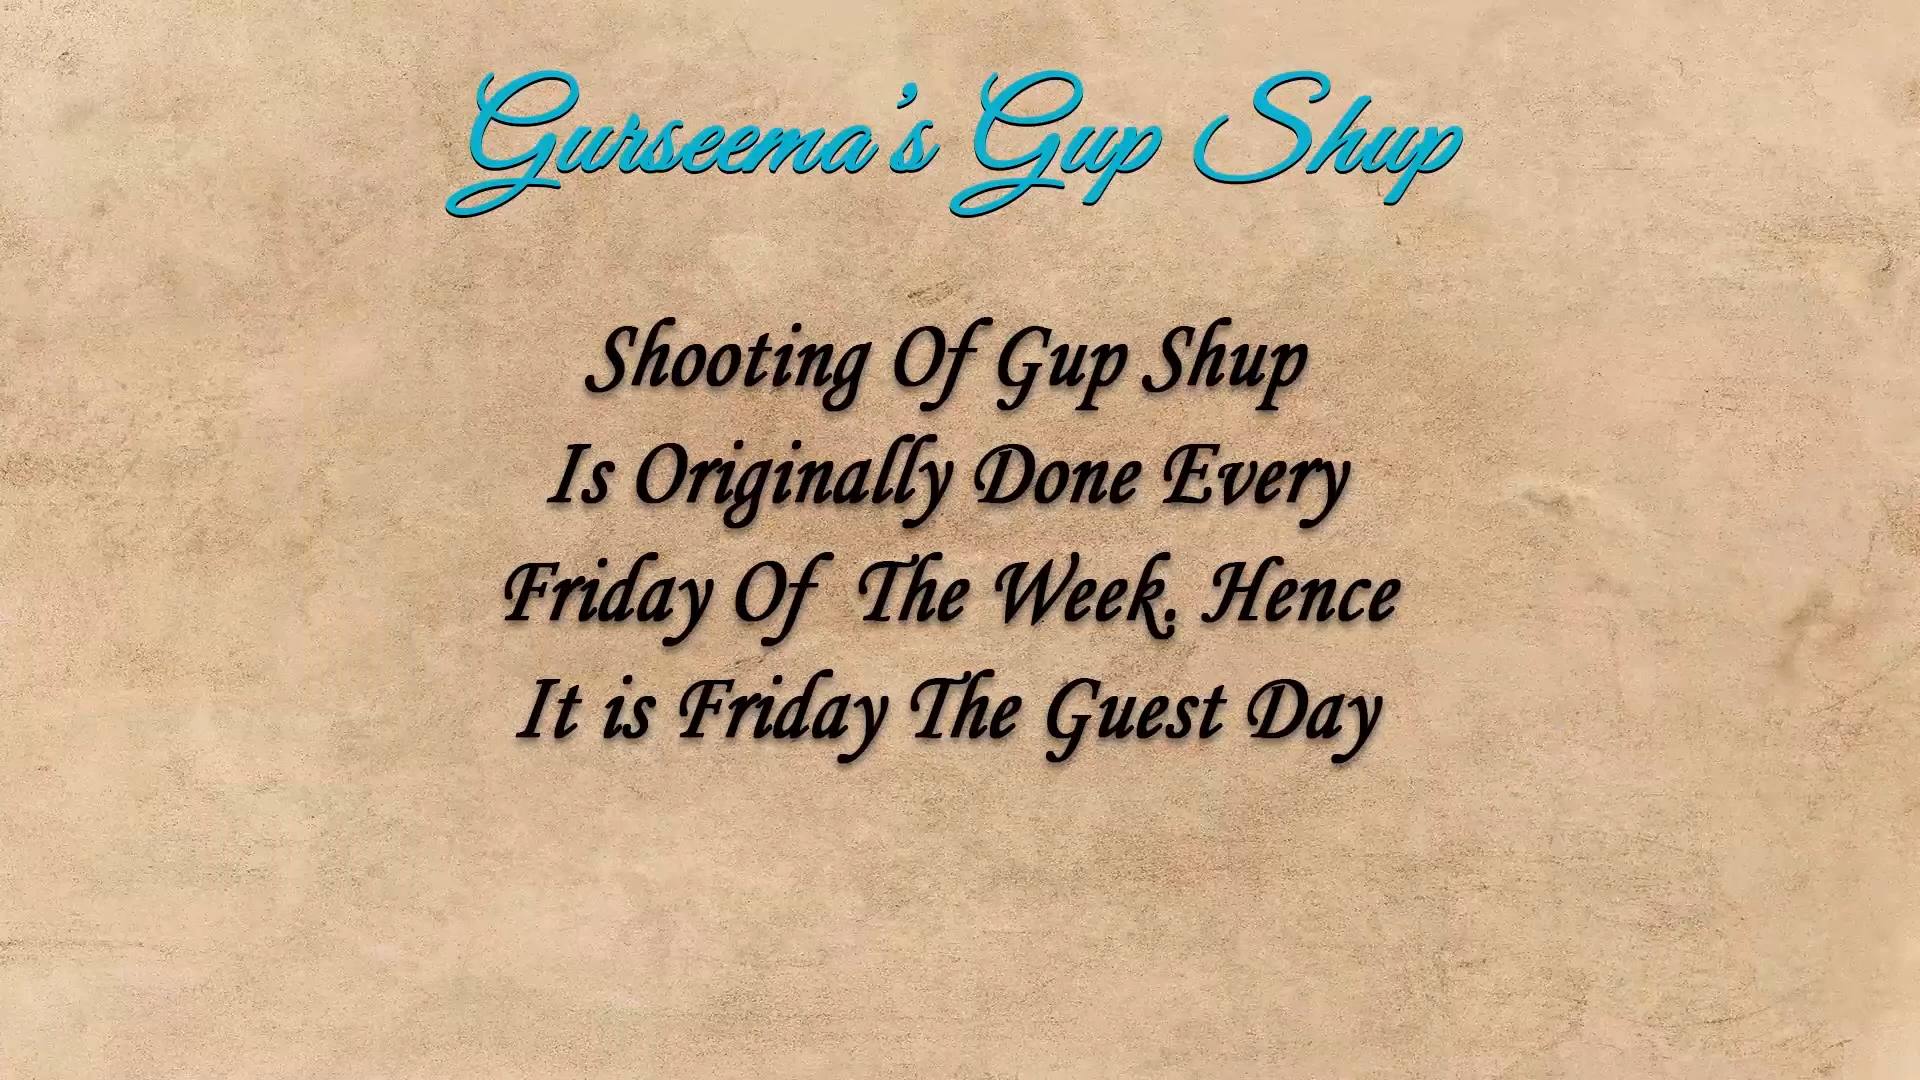 Gurseema's Gup Shup
Shooting Of Gup Shup
Is Originally Done Every
Friday Of The Week. Hence
It is Friday The Guest Day